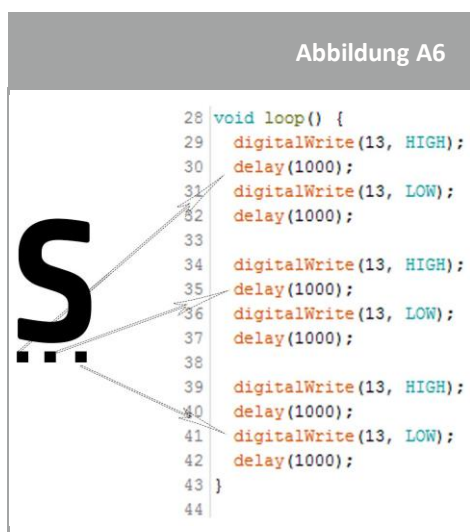 Abbildung A6
28 void loop() {
29 digitalWrite(13, HIGH);
30 delay(1000);
31 digitalWrite(13, LOW);
32 delay(1000);
33
34 digitalWrite(13, HIGH);
35 delay(1000);
36 digitalWrite(13, LOW);
37 delay(1000);
38
39 digitalWrite(13, HIGH);
40 delay(1000);
41 digitalWrite(13, LOW);
42 delay(1000);
43 }
44
S
...